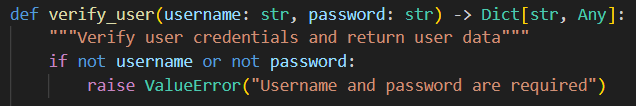 def verify_user(username: str, password: str) -> Dict[str, Any]:
    """Verify user credentials and return user data"""
    if not username or not password:
        raise ValueError("Username and password are required")